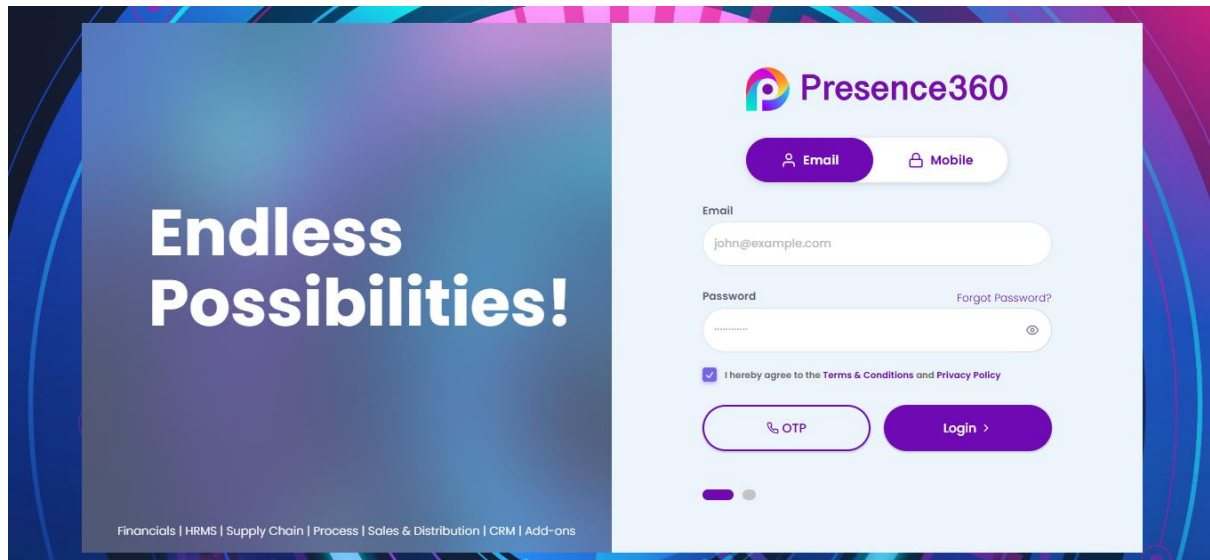 Endless
Possibilities!
Financials | HRMS | Supply Chain | Process | Sales & Distribution | CRM | Add-ons
Presence360
Email
Mobile
Email
john@example.com
Password
Forgot Password?
I hereby agree to the Terms & Conditions and Privacy Policy
OTP
Login >